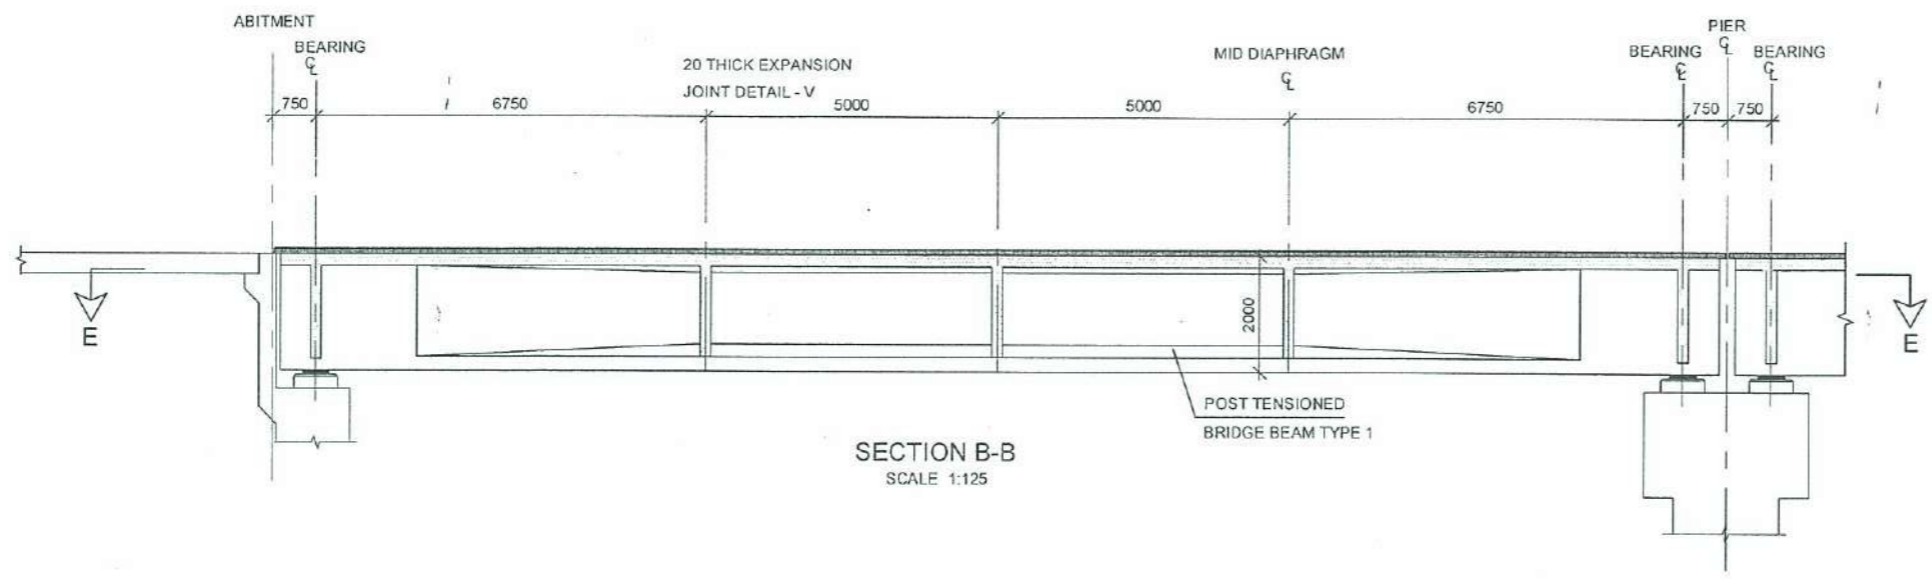 ABITMENT
BEARING
℄
20 THICK EXPANSION
JOINT DETAIL - V
MID DIAPHRAGM
℄
BEARING
℄
PIER
℄
BEARING
℄
750
6750
5000
5000
6750
750
750
2000
E
E
POST TENSIONED
BRIDGE BEAM TYPE 1
SECTION B-B
SCALE 1:125